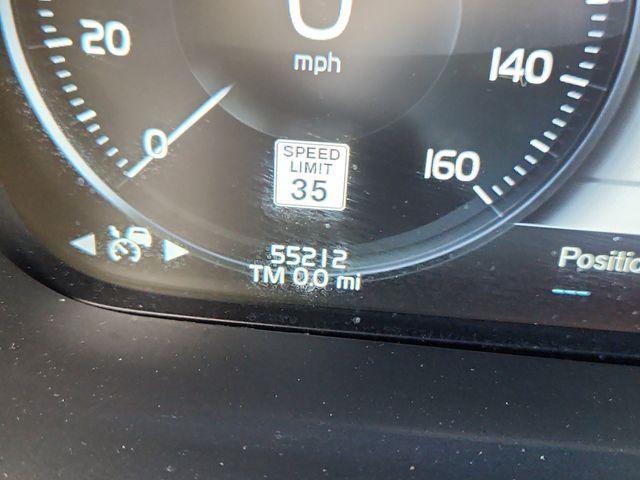 0
20
mph
140
0
SPEED
LIMIT
35
160
55212
TM 0.0 mi
Positio